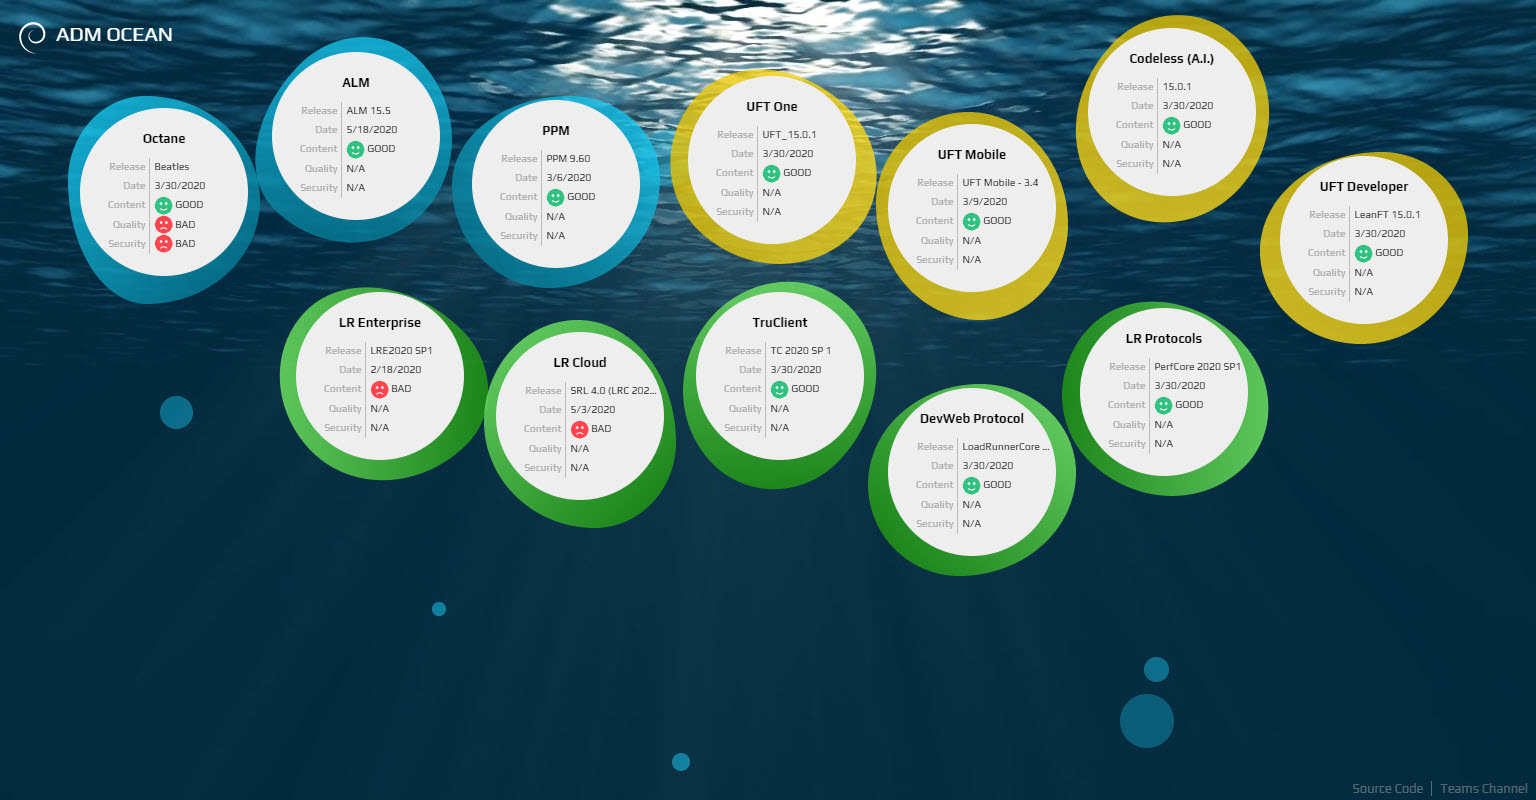 ADM OCEAN
Octane
Release Beatles
Date 3/30/2020
Content GOOD
Quality BAD
Security BAD
ALM
Release ALM 15.5
Date 5/18/2020
Content GOOD
Quality N/A
Security N/A
PPM
Release PPM 9.60
Date 3/6/2020
Content GOOD
Quality N/A
Security N/A
UFT One
Release UFT_15.0.1
Date 3/30/2020
Content GOOD
Quality N/A
Security N/A
UFT Mobile
Release UFT Mobile - 3.4
Date 3/9/2020
Content GOOD
Quality N/A
Security N/A
Codeless (A.I.)
Release 15.0.1
Date 3/30/2020
Content GOOD
Quality N/A
Security N/A
UFT Developer
Release LeanFT 15.0.1
Date 3/30/2020
Content GOOD
Quality N/A
Security N/A
LR Enterprise
Release LRE2020 SP1
Date 2/18/2020
Content BAD
Quality N/A
Security N/A
LR Cloud
Release SRL 4.0 (LRC 202...
Date 5/3/2020
Content BAD
Quality N/A
Security N/A
TruClient
Release TC 2020 SP 1
Date 3/30/2020
Content GOOD
Quality N/A
Security N/A
DevWeb Protocol
Release LoadRunnerCore ...
Date 3/30/2020
Content GOOD
Quality N/A
Security N/A
LR Protocols
Release PerfCore 2020 SP1
Date 3/30/2020
Content GOOD
Quality N/A
Security N/A
Source Code | Teams Channel